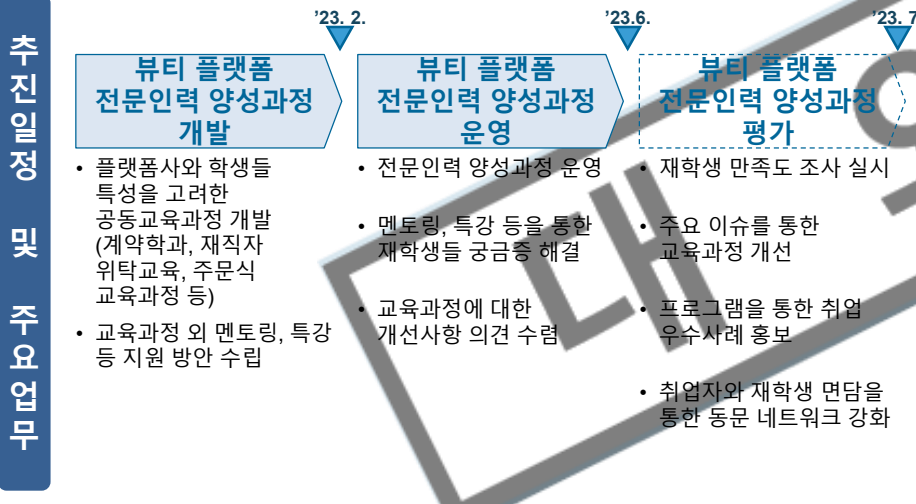 추진일정 및 주요업무
’23. 2.
’23.6.
’23. 7
뷰티 플랫폼
전문인력 양성과정
개발
• 플랫폼사와 학생들
특성을 고려한
공동교육과정 개발
(계약학과, 재직자
위탁교육, 주문식
교육과정 등)
• 교육과정 외 멘토링, 특강
등 지원 방안 수립
뷰티 플랫폼
전문인력 양성과정
운영
• 전문인력 양성과정 운영
• 멘토링, 특강 등을 통한
재학생들 궁금증 해결
• 교육과정에 대한
개선사항 의견 수렴
뷰티 플랫폼
전문인력 양성과정
평가
• 재학생 만족도 조사 실시
• 주요 이슈를 통한
교육과정 개선
• 프로그램을 통한 취업
우수사례 홍보
• 취업자와 재학생 면담을
통한 동문 네트워크 강화
대